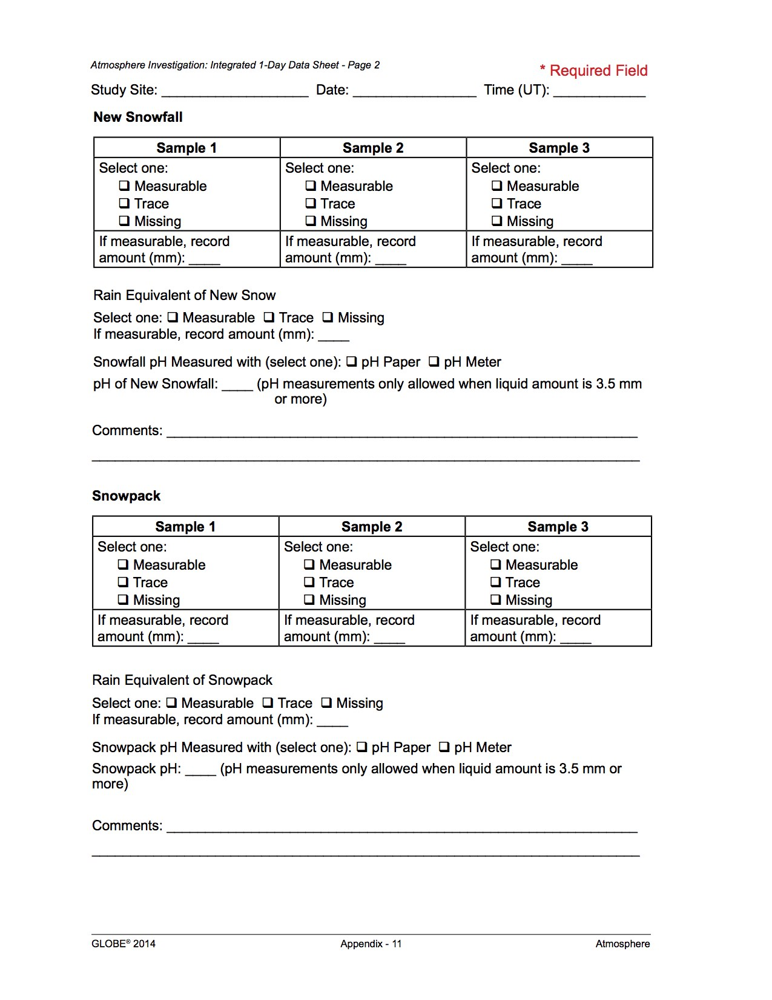 Atmosphere Investigation: Integrated 1-Day Data Sheet - Page 2
* Required Field
Study Site: ___________________ Date: ________________ Time (UT): ____________
New Snowfall
Sample 1 Sample 2 Sample 3
Select one: Select one: Select one:
❑ Measurable ❑ Measurable ❑ Measurable
❑ Trace ❑ Trace ❑ Trace
❑ Missing ❑ Missing ❑ Missing
If measurable, record If measurable, record If measurable, record
amount (mm): ____ amount (mm): ____ amount (mm): ____
Rain Equivalent of New Snow
Select one: ❑ Measurable ❑ Trace ❑ Missing
If measurable, record amount (mm): ____
Snowfall pH Measured with (select one): ❑ pH Paper ❑ pH Meter
pH of New Snowfall: ____ (pH measurements only allowed when liquid amount is 3.5 mm
or more)
Comments: _____________________________________________________________
_______________________________________________________________________
Snowpack
Sample 1 Sample 2 Sample 3
Select one: Select one: Select one:
❑ Measurable ❑ Measurable ❑ Measurable
❑ Trace ❑ Trace ❑ Trace
❑ Missing ❑ Missing ❑ Missing
If measurable, record If measurable, record If measurable, record
amount (mm): ____ amount (mm): ____ amount (mm): ____
Rain Equivalent of Snowpack
Select one: ❑ Measurable ❑ Trace ❑ Missing
If measurable, record amount (mm): ____
Snowpack pH Measured with (select one): ❑ pH Paper ❑ pH Meter
Snowpack pH: ____ (pH measurements only allowed when liquid amount is 3.5 mm or
more)
Comments: _____________________________________________________________
_______________________________________________________________________
GLOBE® 2014 Appendix - 11 Atmosphere